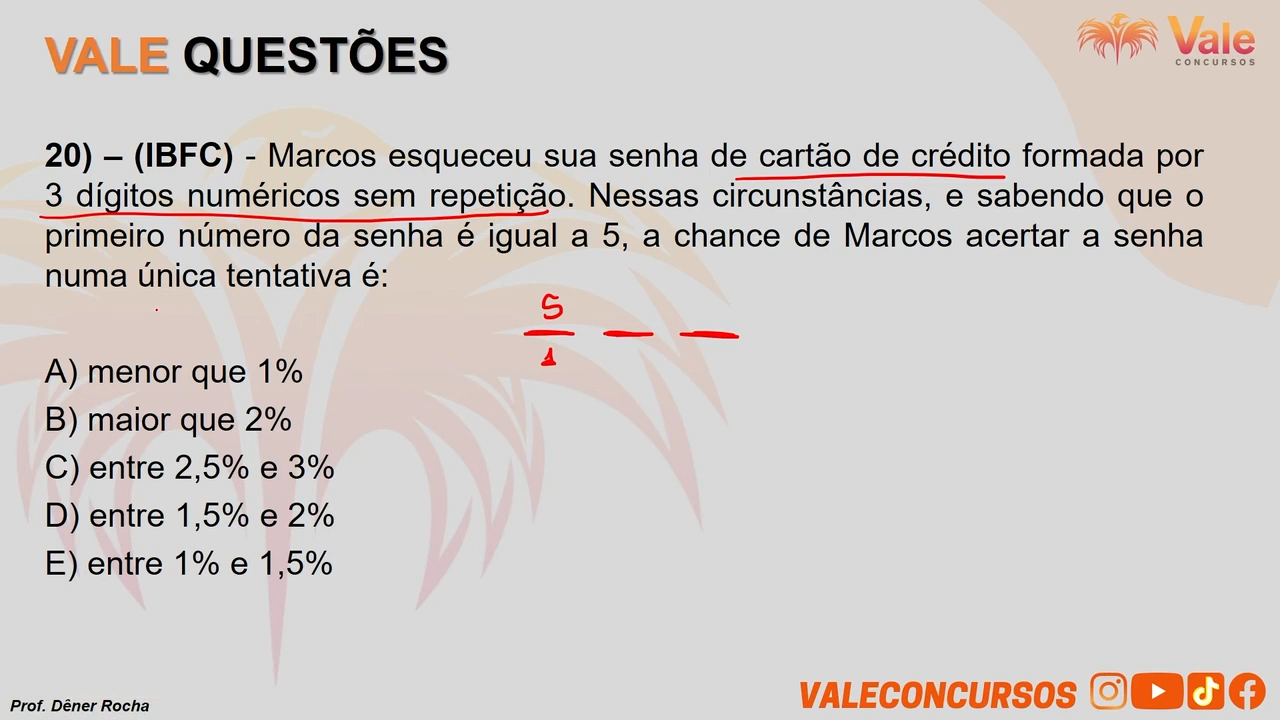 VALE QUESTÕES
Vale
CONCURSOS
20) – (IBFC) - Marcos esqueceu sua senha de cartão de crédito formada por
3 dígitos numéricos sem repetição. Nessas circunstâncias, e sabendo que o
primeiro número da senha é igual a 5, a chance de Marcos acertar a senha
numa única tentativa é:
5
1
A) menor que 1%
B) maior que 2%
C) entre 2,5% e 3%
D) entre 1,5% e 2%
E) entre 1% e 1,5%
VALECONCURSOS
Prof. Dêner Rocha